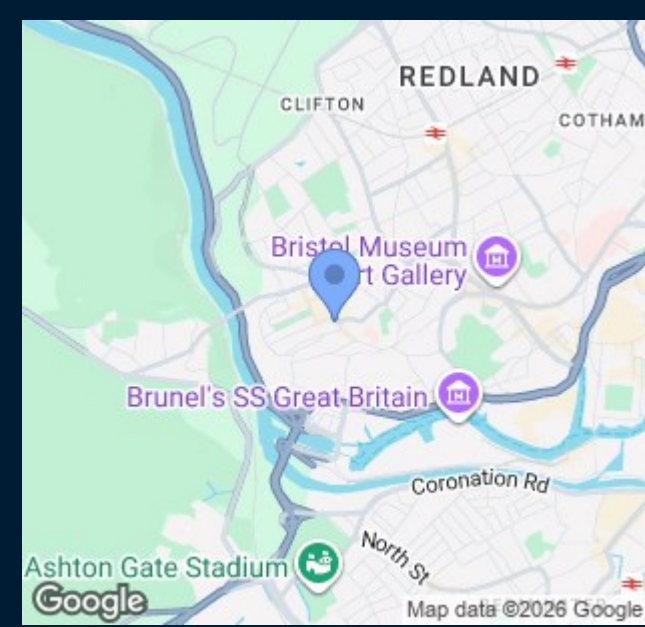 REDLAND
CLIFTON
COTHAM
Bristol Museum
rt Gallery
Brunel's SS Great Britain
Coronation Rd
North St
Ashton Gate Stadium
Google
Map data ©2026 Google